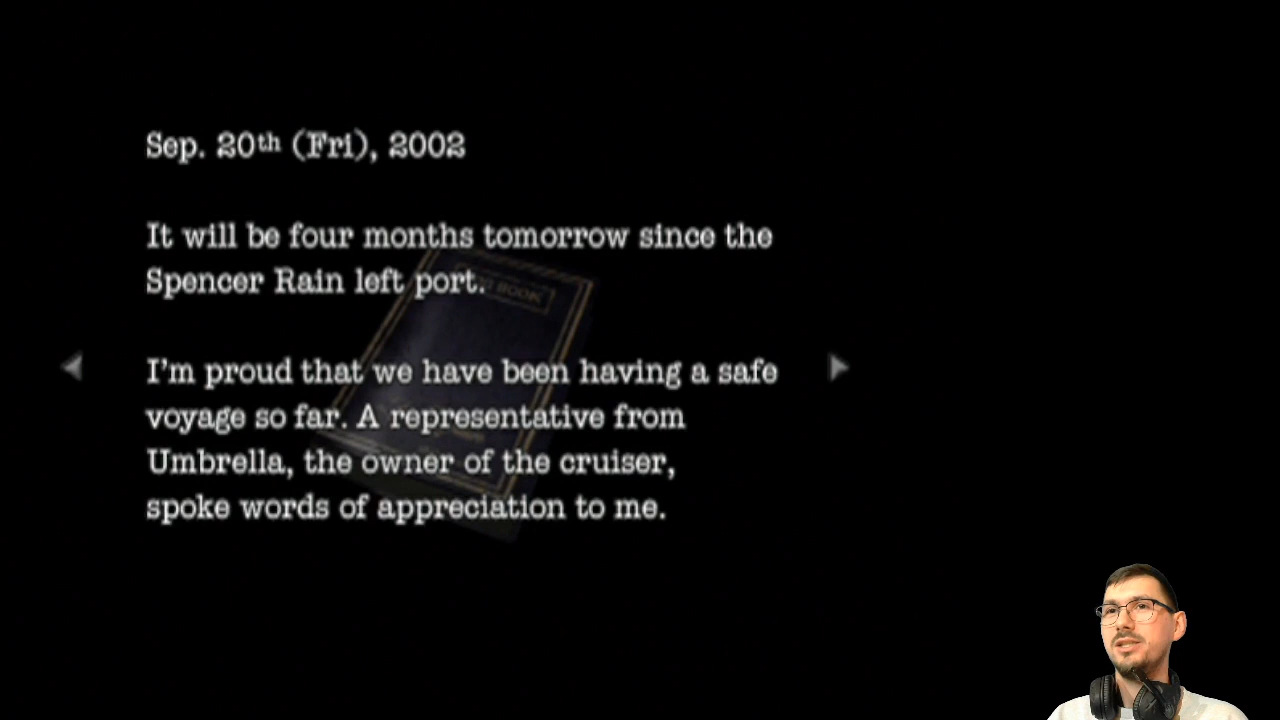 Sep. 20th (Fri), 2002
It will be four months tomorrow since the
Spencer Rain left port.
I'm proud that we have been having a safe
voyage so far. A representative from
Umbrella, the owner of the cruiser,
spoke words of appreciation to me.
BOOK